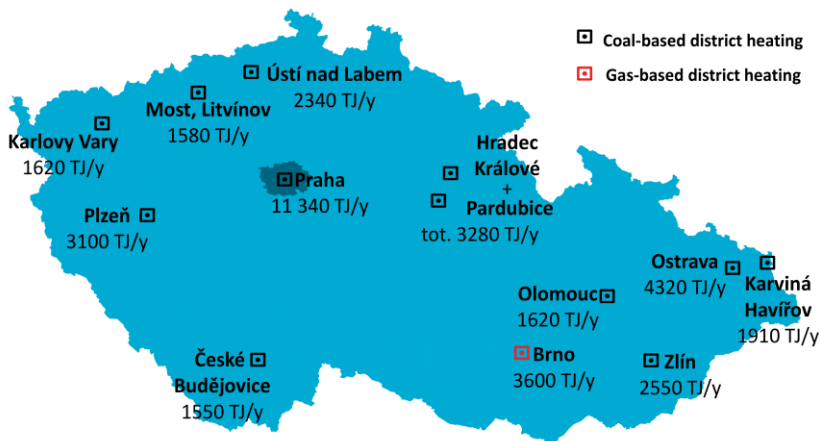 Coal-based district heating
Gas-based district heating
Ústí nad Labem
2340 TJ/y
Most, Litvínov
1580 TJ/y
Karlovy Vary
1620 TJ/y
Hradec
Králové
+
Pardubice
tot. 3280 TJ/y
Praha
11 340 TJ/y
Plzeň
3100 TJ/y
Ostrava
4320 TJ/y
Karviná
Havířov
1910 TJ/y
Olomouc
1620 TJ/y
Brno
3600 TJ/y
Zlín
2550 TJ/y
České
Budějovice
1550 TJ/y